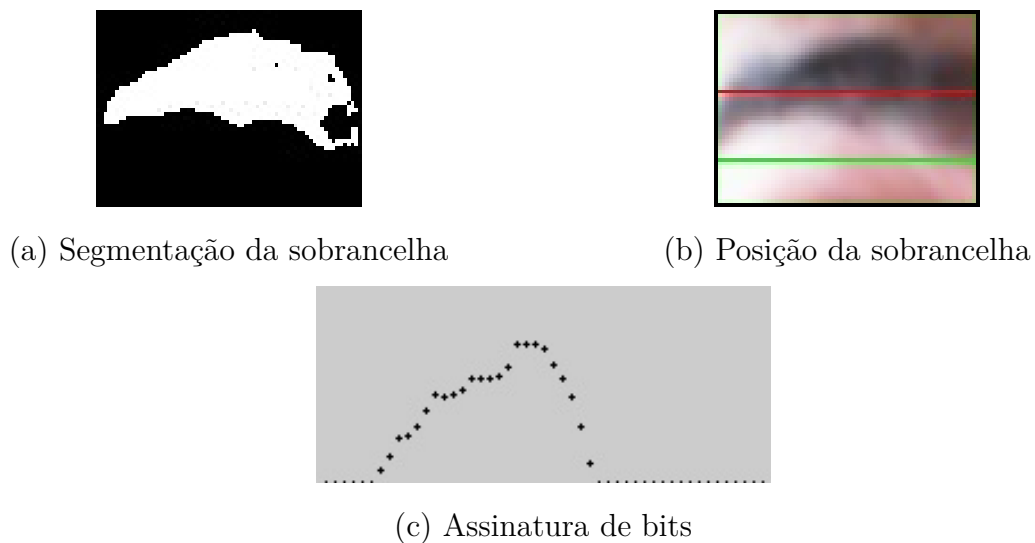 (a) Segmentação da sobrancelha
(b) Posição da sobrancelha
(c) Assinatura de bits